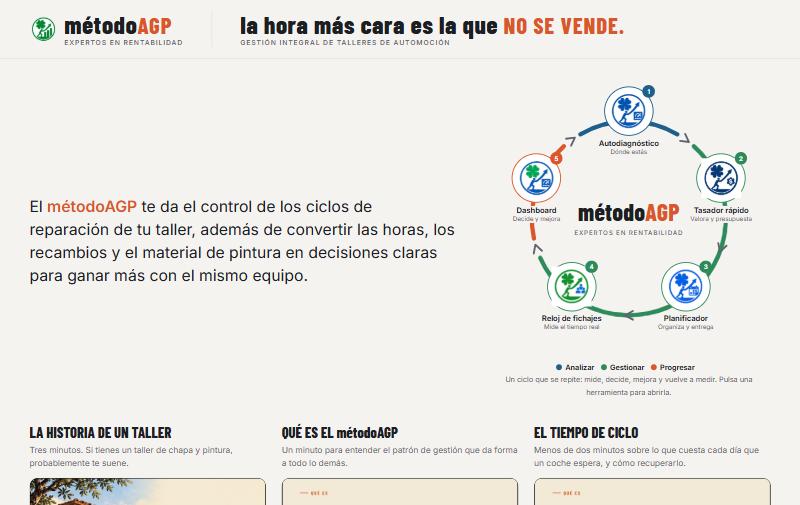 métodoAGP
EXPERTOS EN RENTABILIDAD
la hora más cara es la que NO SE VENDE.
GESTIÓN INTEGRAL DE TALLERES DE AUTOMOCIÓN
El métodoAGP te da el control de los ciclos de
reparación de tu taller, además de convertir las horas, los
recambios y el material de pintura en decisiones claras
para ganar más con el mismo equipo.
1
Autodiagnóstico
Dónde estás
2
Tasador rápido
Valora y presupuesta
3
Planificador
Organiza y entrega
4
Reloj de fichajes
Mide el tiempo real
5
Dashboard
Decide y mejora
métodoAGP
EXPERTOS EN RENTABILIDAD
Analizar
Gestionar
Progresar
Un ciclo que se repite: mide, decide, mejora y vuelve a medir. Pulsa una
herramienta para abrirla.
LA HISTORIA DE UN TALLER
Tres minutos. Si tienes un taller de chapa y pintura,
probablemente te suene.
QUÉ ES EL métodoAGP
Un minuto para entender el patrón de gestión que da forma
a todo lo demás.
QUÉ ES
EL TIEMPO DE CICLO
Menos de dos minutos sobre lo que cuesta cada día que
un coche espera, y cómo recuperarlo.
QUÉ ES